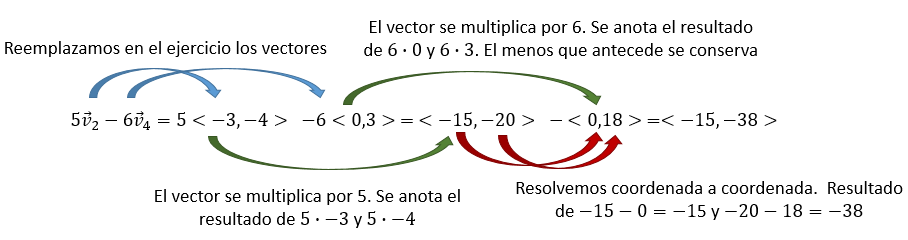 El vector se multiplica por 6. Se anota el resultado
de 6 · 0 y 6 · 3. El menos que antecede se conserva
Reemplazamos en el ejercicio los vectores
5v⃗₂ − 6v⃗₄ = 5 < −3, −4 > −6 < 0,3 > = < −15, −20 > − < 0,18 > =< −15, −38 >
El vector se multiplica por 5. Se anota el
resultado de 5 · −3 y 5 · −4
Resolvemos coordenada a coordenada. Resultado
de −15 − 0 = −15 y −20 − 18 = −38